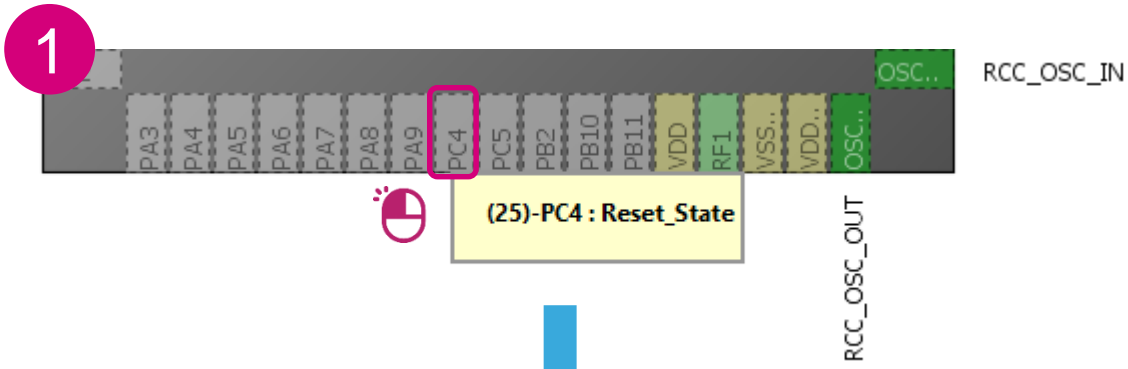 1
OSC..
RCC_OSC_IN
PA3
PA4
PA5
PA6
PA7
PA8
PA9
PC4
PC5
PB2
PB10
PB11
VDD
RF1
VSS..
VDD..
OSC..
(25)-PC4 : Reset_State
RCC_OSC_OUT